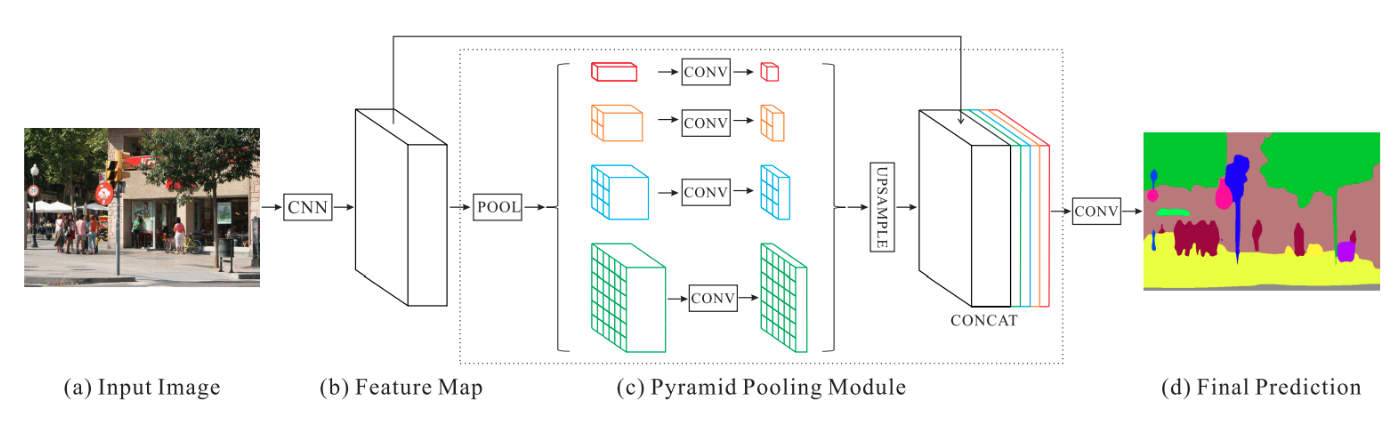 CNN
POOL
CONV
CONV
CONV
CONV
UPSAMPLE
CONCAT
CONV
(a) Input Image
(b) Feature Map
(c) Pyramid Pooling Module
(d) Final Prediction